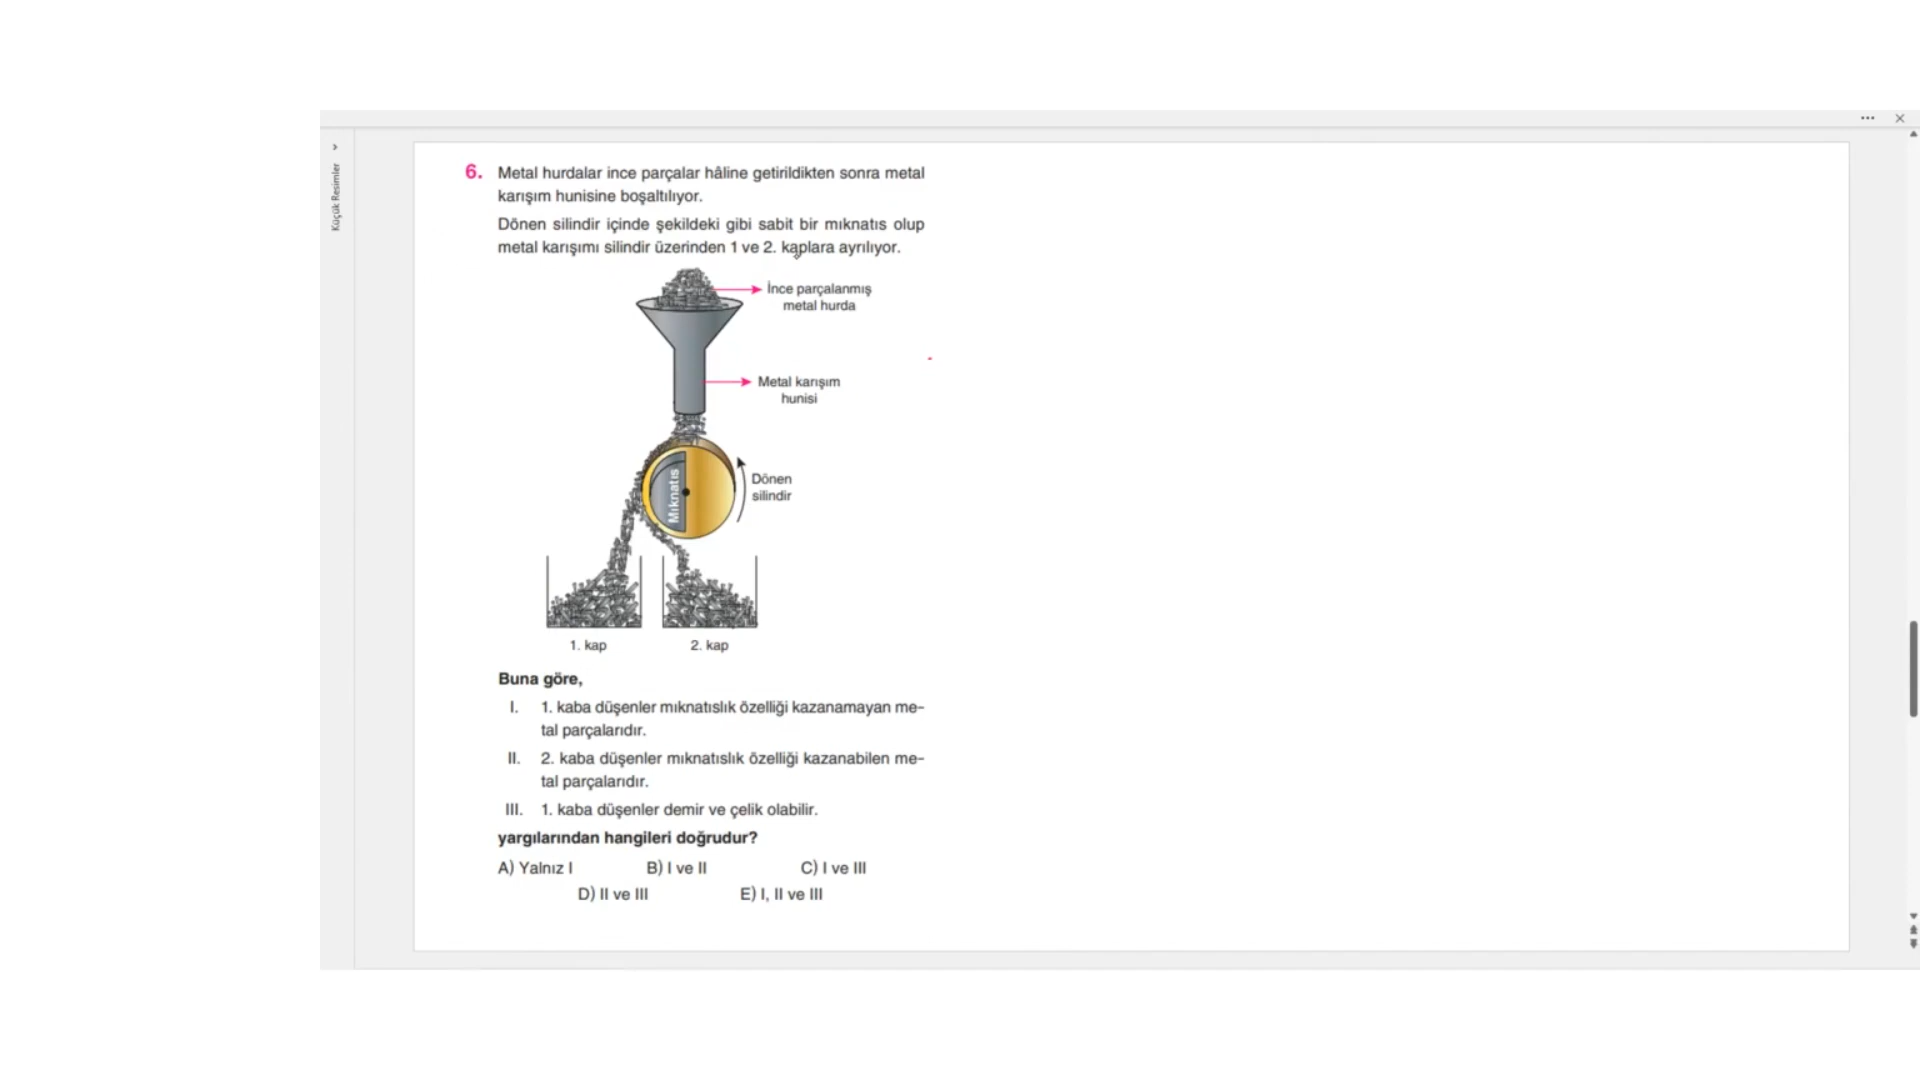 Küçük Resimler
6. Metal hurdalar ince parçalar hâline getirildikten sonra metal
karışım hunisine boşaltılıyor.
Dönen silindir içinde şekildeki gibi sabit bir mıknatıs olup
metal karışımı silindir üzerinden 1 ve 2. kaplara ayrılıyor.
İnce parçalanmış
metal hurda
Metal karışım
hunisi
Mıknatıs
Dönen
silindir
1. kap
2. kap
Buna göre,
I. 1. kaba düşenler mıknatıslık özelliği kazanamayan me-
tal parçalarıdır.
II. 2. kaba düşenler mıknatıslık özelliği kazanabilen me-
tal parçalarıdır.
III. 1. kaba düşenler demir ve çelik olabilir.
yargılarından hangileri doğrudur?
A) Yalnız I B) I ve II C) I ve III
D) II ve III E) I, II ve III